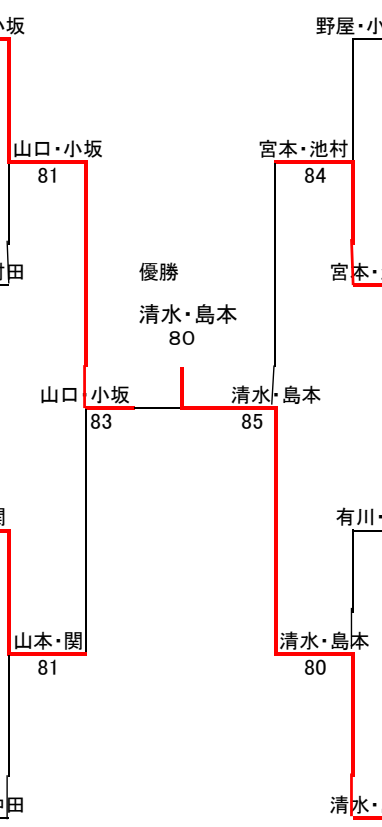 小坂
野屋・小
山口・小坂
81
宮本・池村
84
村田
優勝
宮本・
清水・島本
80
山口・小坂
83
清水・島本
85
関
有川・
山本・関
81
清水・島本
80
中田
清水・